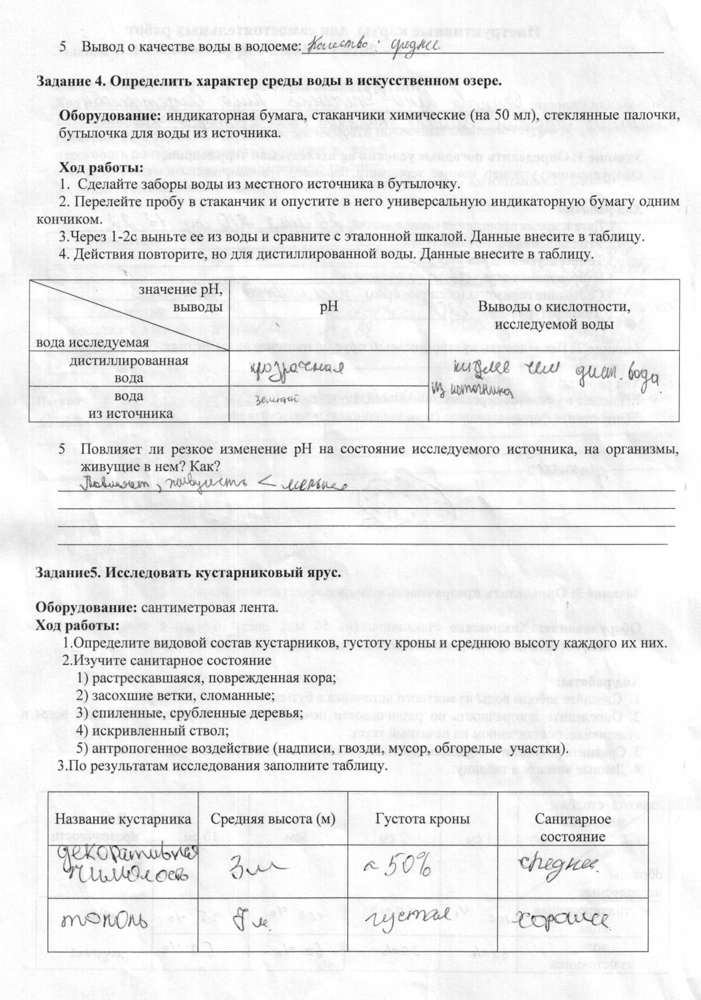 5 Вывод о качестве воды в водоеме: Качество: среднее.
Задание 4. Определить характер среды воды в искусственном озере.
Оборудование: индикаторная бумага, стаканчики химические (на 50 мл), стеклянные палочки,
бутылочка для воды из источника.
Ход работы:
1. Сделайте заборы воды из местного источника в бутылочку.
2. Перелейте пробу в стаканчик и опустите в него универсальную индикаторную бумагу одним
кончиком.
3.Через 1-2с выньте ее из воды и сравните с эталонной шкалой. Данные внесите в таблицу.
4. Действия повторите, но для дистиллированной воды. Данные внесите в таблицу.
значение рН,
выводы
вода исследуемая
рН
Выводы о кислотности,
исследуемой воды
дистиллированная
вода
прозрачная
чем дист. вода
из источника
вода
из источника
5 Повлияет ли резкое изменение рН на состояние исследуемого источника, на организмы,
живущие в нем? Как?
Повлияет, живучесть < меньше
Задание5. Исследовать кустарниковый ярус.
Оборудование: сантиметровая лента.
Ход работы:
1.Определите видовой состав кустарников, густоту кроны и среднюю высоту каждого их них.
2.Изучите санитарное состояние
1) растрескавшаяся, поврежденная кора;
2) засохшие ветки, сломанные;
3) спиленные, срубленные деревья;
4) искривленный ствол;
5) антропогенное воздействие (надписи, гвозди, мусор, обгорелые участки).
3.По результатам исследования заполните таблицу.
Название кустарника
Средняя высота (м)
Густота кроны
Санитарное
состояние
декоративная
чимолость
3м
~ 50%
среднее.
тополь
7 м.
густая
хорошее